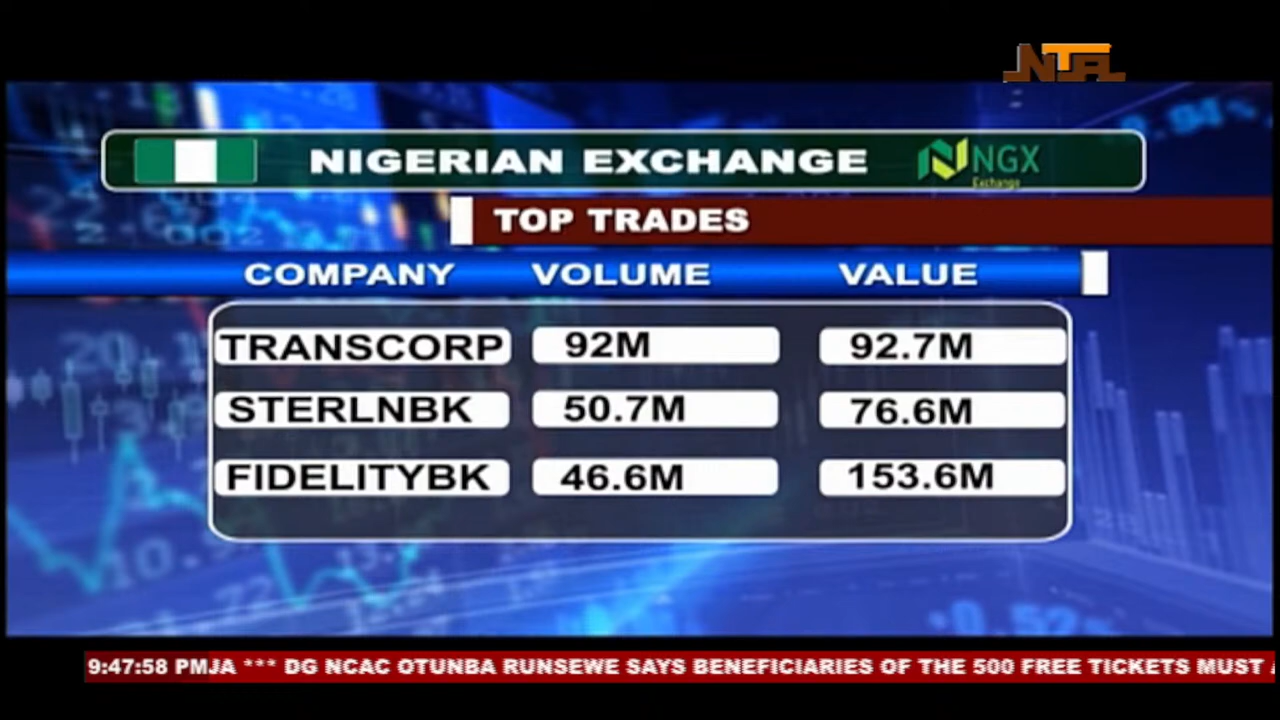 NTA
NIGERIAN EXCHANGE NGX
Exchange
TOP TRADES
COMPANY VOLUME VALUE
TRANSCORP 92M 92.7M
STERLNBK 50.7M 76.6M
FIDELITYBK 46.6M 153.6M
9:47:58 PMJA *** DG NCAC OTUNBA RUNSEWE SAYS BENEFICIARIES OF THE 500 FREE TICKETS MUST